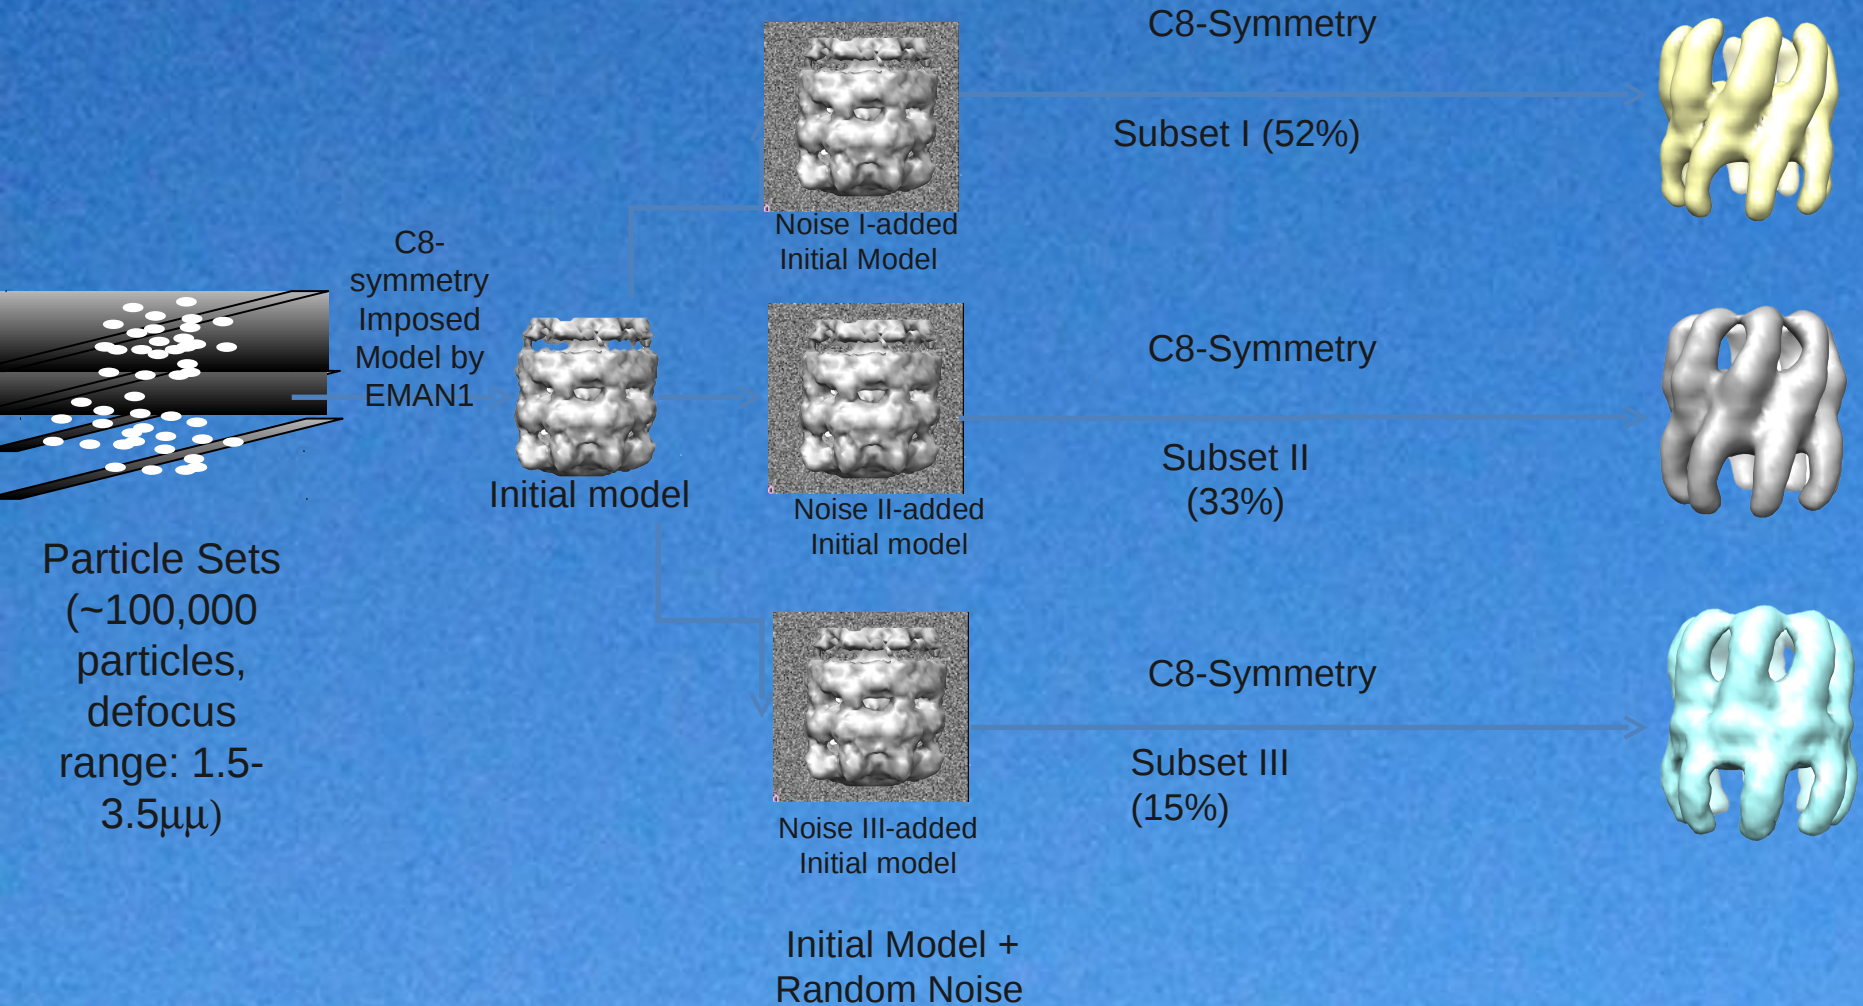 C8-Symmetry
Subset I (52%)
Noise I-added
Initial Model
C8-
symmetry
Imposed
Model by
EMAN1
Initial model
C8-Symmetry
Subset II
(33%)
Noise II-added
Initial model
Particle Sets
(~100,000
particles,
defocus
range: 1.5-
3.5μμ)
C8-Symmetry
Subset III
(15%)
Noise III-added
Initial model
Initial Model +
Random Noise